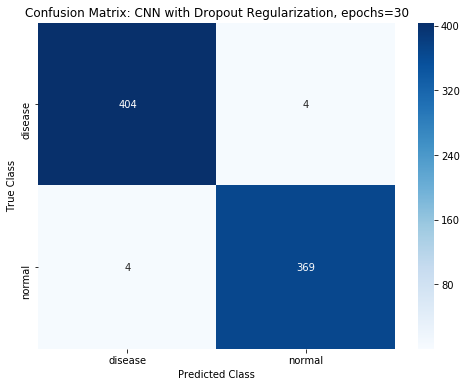 Confusion Matrix: CNN with Dropout Regularization, epochs=30
True Class
disease
normal
404
4
4
369
disease
normal
Predicted Class
400
320
240
160
80